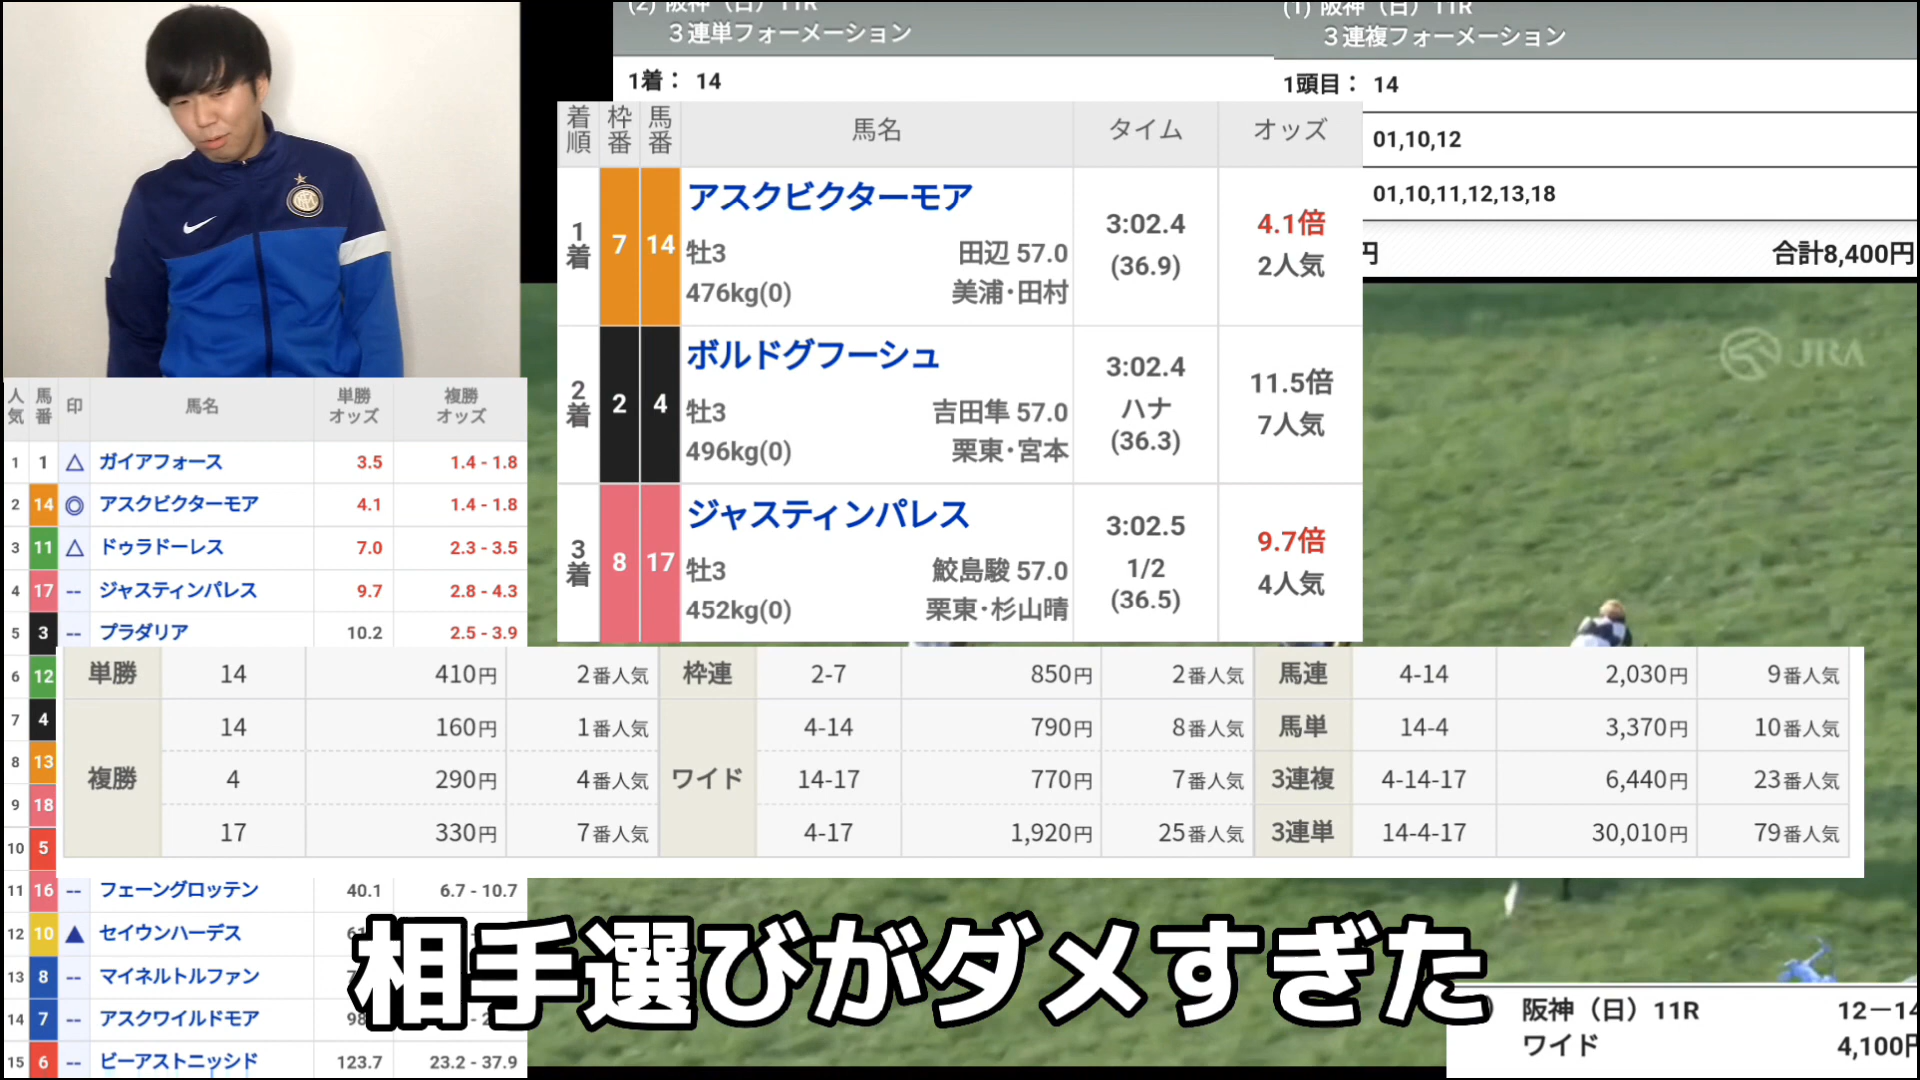 (2) 阪神（日）11R
３連単フォーメーション
1着： 14
(1) 阪神（日）11R
３連複フォーメーション
1頭目： 14
01,10,12
01,10,11,12,13,18
円
合計8,400円
着順 枠番 馬番 馬名 タイム オッズ
1着 7 14 アスクビクターモア 牡3 田辺 57.0 476kg(0) 美浦･田村 3:02.4 (36.9) 4.1倍 2人気
2着 2 4 ボルドグフーシュ 牡3 吉田隼 57.0 496kg(0) 栗東･宮本 3:02.4 ハナ (36.3) 11.5倍 7人気
3着 8 17 ジャスティンパレス 牡3 鮫島駿 57.0 452kg(0) 栗東･杉山晴 3:02.5 1/2 (36.5) 9.7倍 4人気
JRA
人気 馬番 印 馬名 単勝オッズ 複勝オッズ
1 1 △ ガイアフォース 3.5 1.4 - 1.8
2 14 ◎ アスクビクターモア 4.1 1.4 - 1.8
3 11 △ ドゥラドーレス 7.0 2.3 - 3.5
4 17 -- ジャスティンパレス 9.7 2.8 - 4.3
5 3 -- プラダリア 10.2 2.5 - 3.9
6 12
7 4
8 13
9 18
10 5
11 16 -- フェーングロッテン 40.1 6.7 - 10.7
12 10 ▲ セイウンハーデス
13 8 -- マイネルトルファン
14 7 -- アスクワイルドモア
15 6 -- ビーアストニッシド 123.7 23.2 - 37.9
単勝 14 410円 2番人気 枠連 2-7 850円 2番人気 馬連 4-14 2,030円 9番人気
複勝 14 160円 1番人気 ワイド 4-14 790円 8番人気 馬単 14-4 3,370円 10番人気
4 290円 4番人気 14-17 770円 7番人気 3連複 4-14-17 6,440円 23番人気
17 330円 7番人気 4-17 1,920円 25番人気 3連単 14-4-17 30,010円 79番人気
相手選びがダメすぎた
阪神（日）11R 12－14
ワイド 4,100円